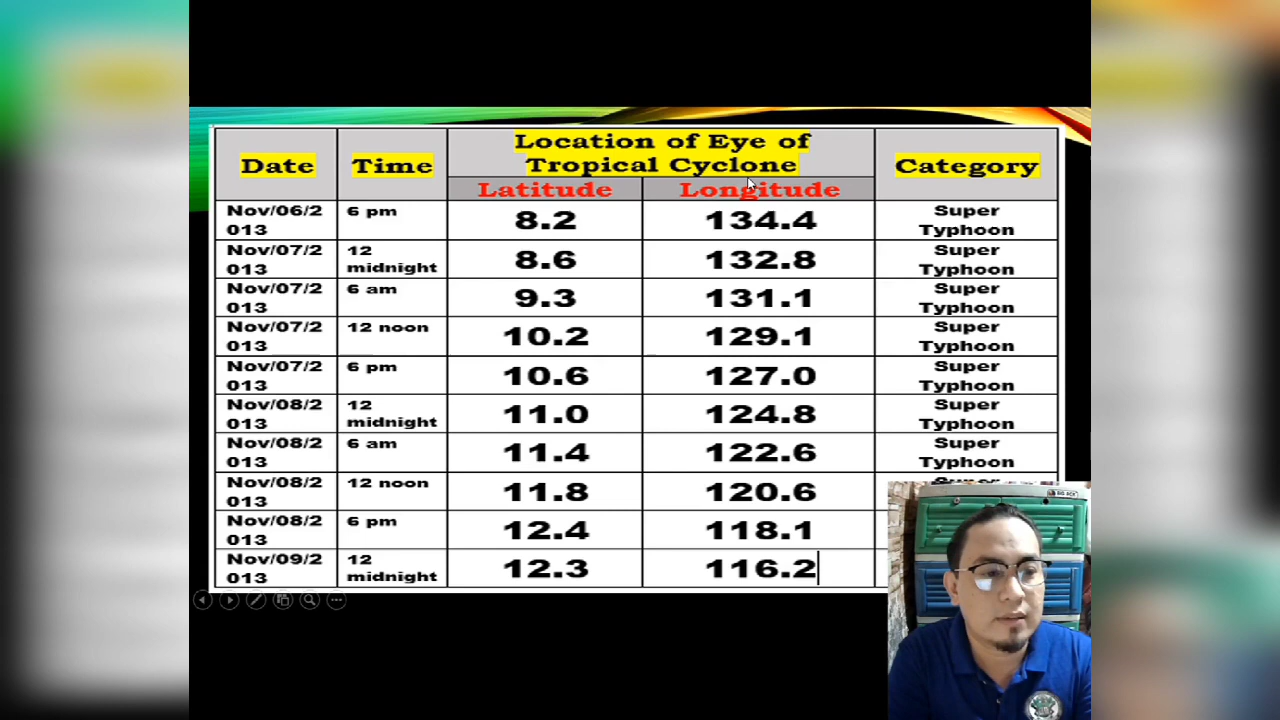 Location of Eye of
Tropical Cyclone
Date Time Category
Latitude Longitude
Nov/06/2 6 pm 8.2 134.4 Super
013 Typhoon
Nov/07/2 12 8.6 132.8 Super
013 midnight Typhoon
Nov/07/2 6 am 9.3 131.1 Super
013 Typhoon
Nov/07/2 12 noon 10.2 129.1 Super
013 Typhoon
Nov/07/2 6 pm 10.6 127.0 Super
013 Typhoon
Nov/08/2 12 11.0 124.8 Super
013 midnight Typhoon
Nov/08/2 6 am 11.4 122.6 Super
013 Typhoon
Nov/08/2 12 noon 11.8 120.6
013
Nov/08/2 6 pm 12.4 118.1
013
Nov/09/2 12 12.3 116.2
013 midnight